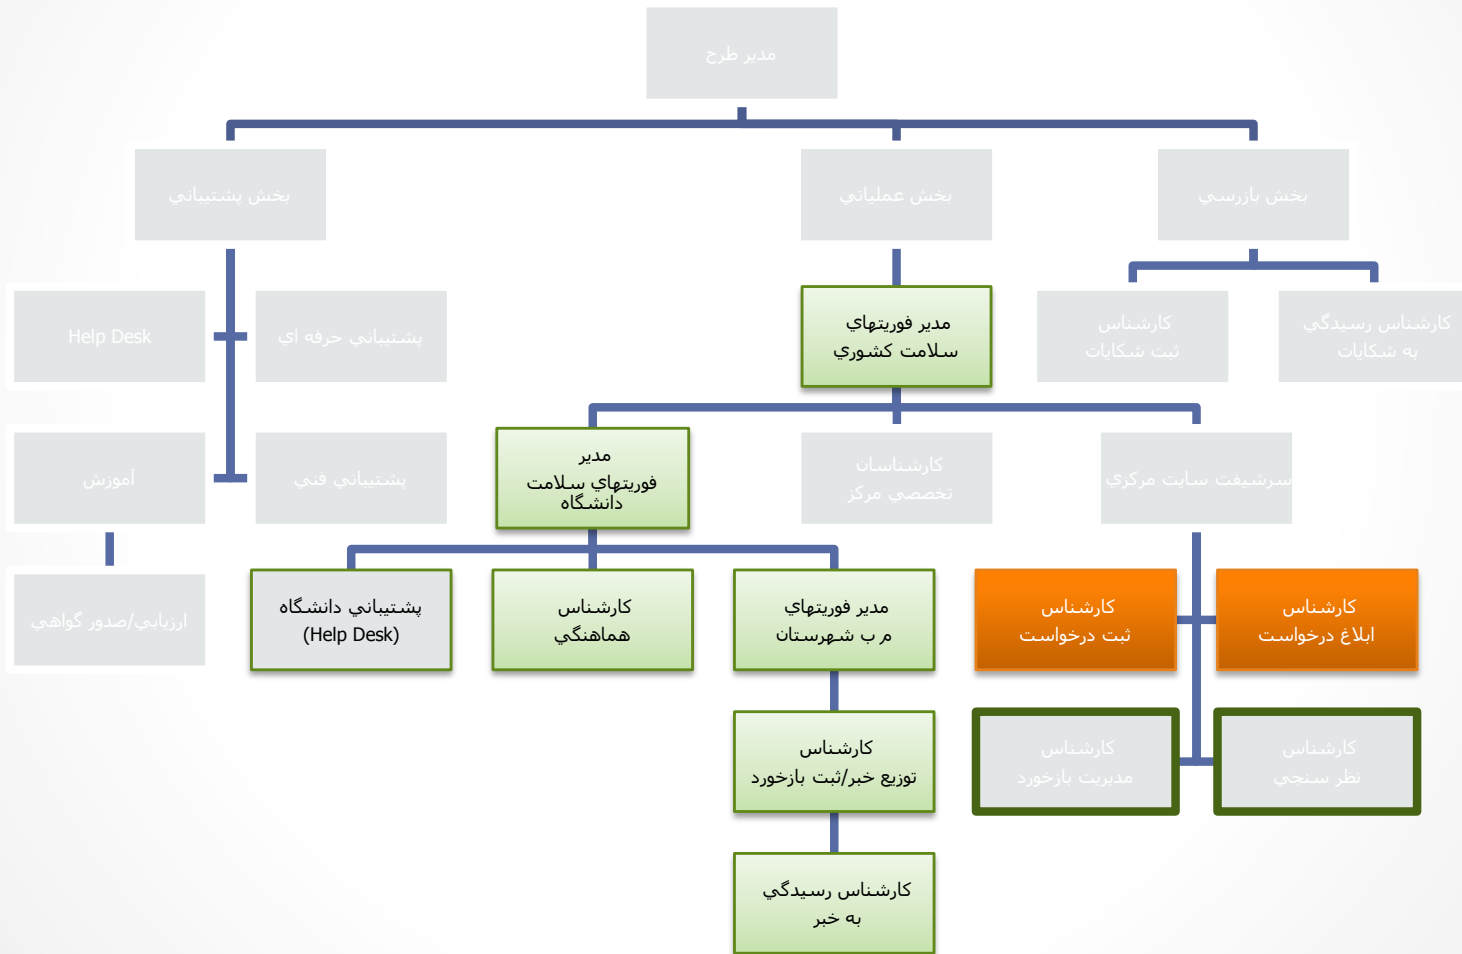 مدير طرح
بخش بازرسي
بخش عملياتي
بخش پشتيباني
كارشناس رسيدگي
به شكايات
كارشناس
ثبت شكايات
مدير فوريتهاي
سلامت كشوري
پشتيباني حرفه اي
Help Desk
سرشيفت سايت مركزي
كارشناسان
تخصصي مركز
مدير
فوريتهاي سلامت
دانشگاه
پشتيباني فني
آموزش
كارشناس
ابلاغ درخواست
كارشناس
ثبت درخواست
مدير فوريتهاي
م ب شهرستان
كارشناس
هماهنگي
پشتيباني دانشگاه
(Help Desk)
ارزيابي/صدور گواهي
كارشناس
نظر سنجي
كارشناس
مديريت بازخورد
كارشناس
توزيع خبر/ثبت بازخورد
كارشناس رسيدگي
به خبر